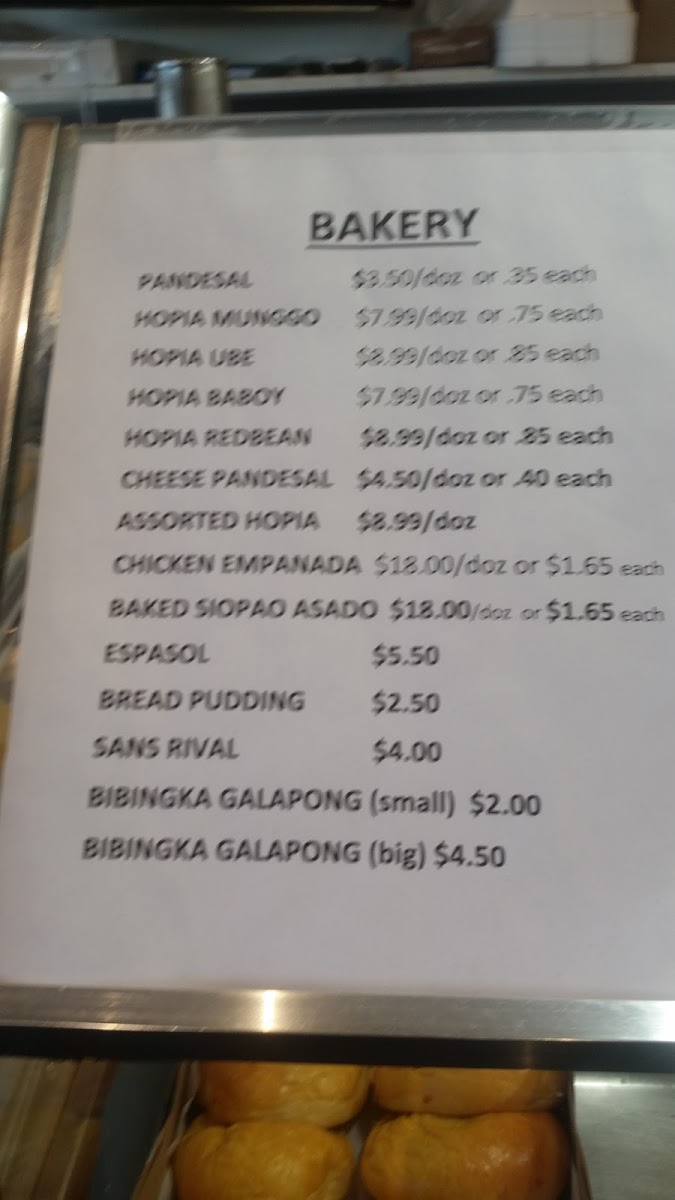 BAKERY
PANDESAL $3.50/doz or .35 each
HOPIA MUNGGO $7.99/doz or .75 each
HOPIA UBE $8.99/doz or .85 each
HOPIA BABOY $7.99/doz or .75 each
HOPIA REDBEAN $8.99/doz or .85 each
CHEESE PANDESAL $4.50/doz or .40 each
ASSORTED HOPIA $8.99/doz
CHICKEN EMPANADA $18.00/doz or $1.65 each
BAKED SIOPAO ASADO $18.00/doz or $1.65 each
ESPASOL $5.50
BREAD PUDDING $2.50
SANS RIVAL $4.00
BIBINGKA GALAPONG (small) $2.00
BIBINGKA GALAPONG (big) $4.50